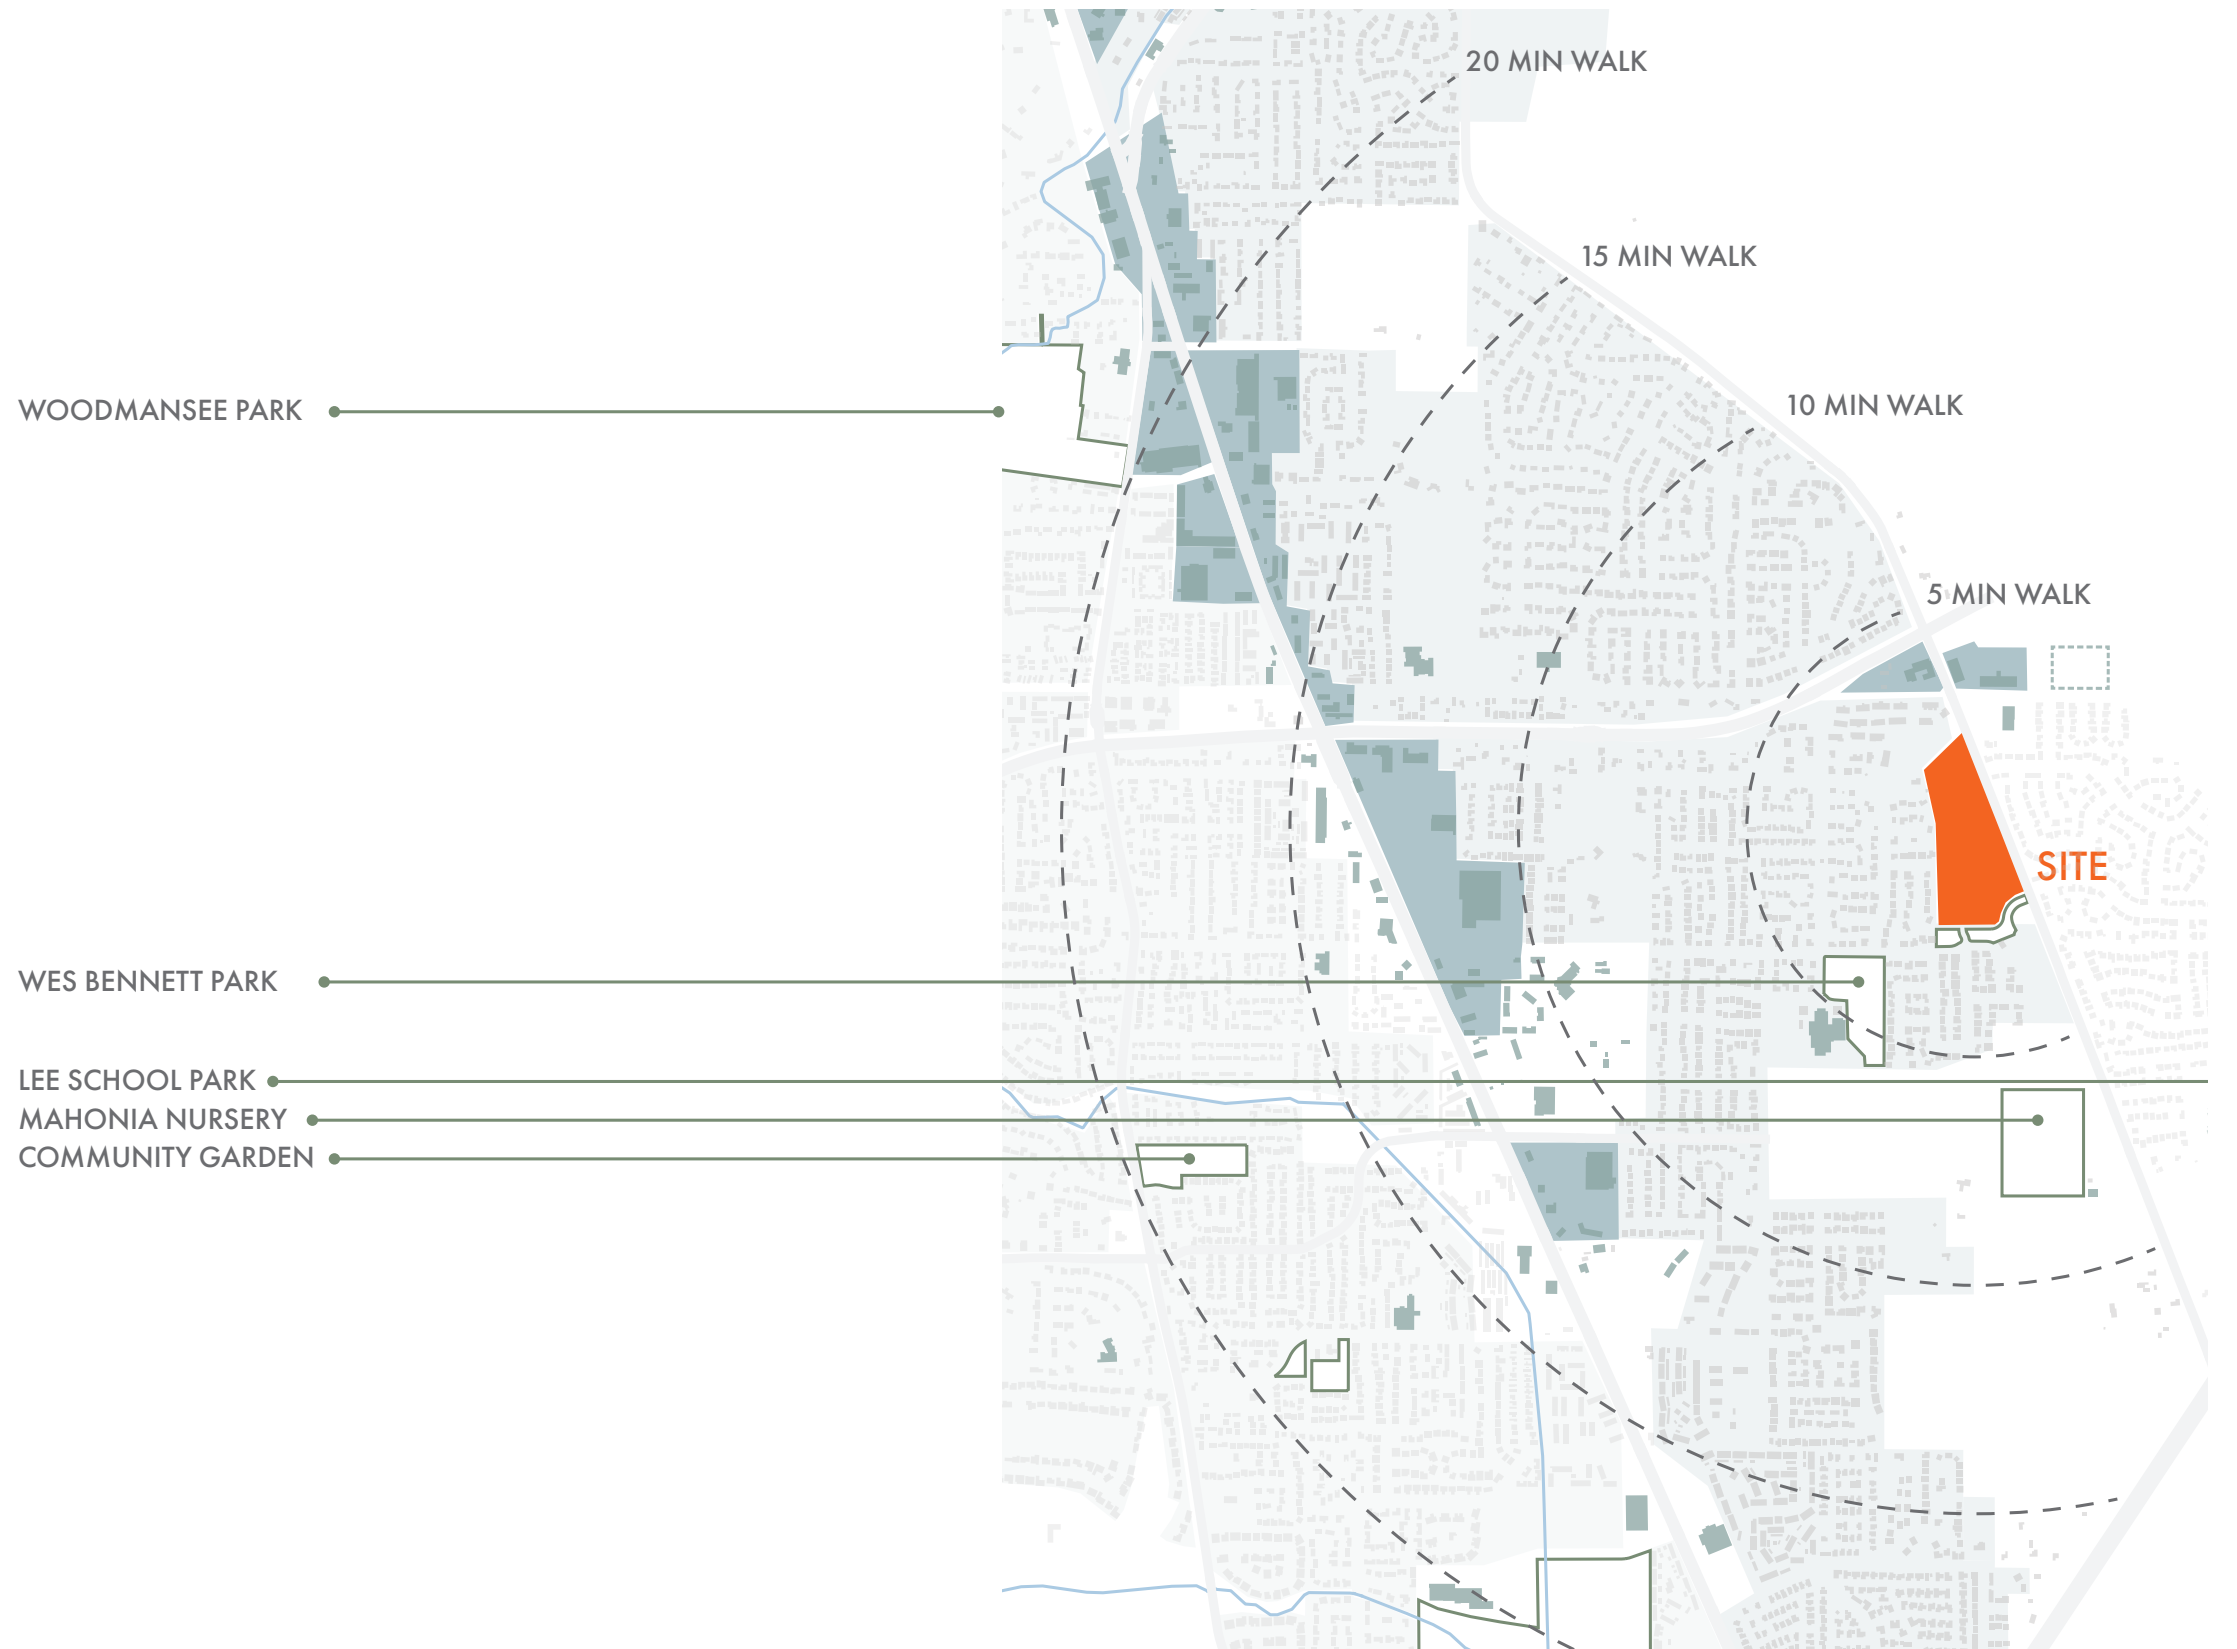 20 MIN WALK
15 MIN WALK
10 MIN WALK
WOODMANSEE PARK
5 MIN WALK
SITE
WES BENNETT PARK
LEE SCHOOL PARK
MAHONIA NURSERY
COMMUNITY GARDEN